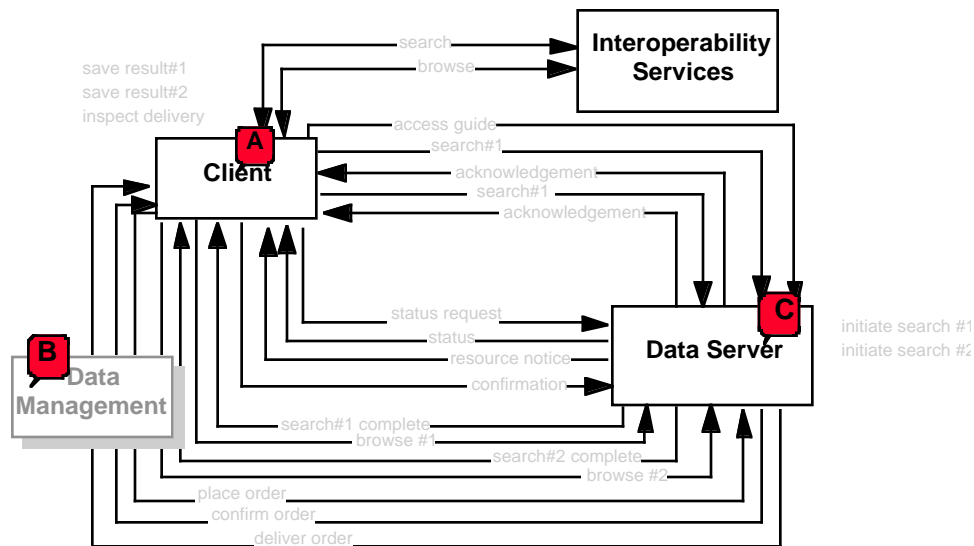 search
Interoperability
Services
browse
save result#1
save result#2
inspect delivery
access guide
A
search#1
Client
acknowledgement
search#1
acknowledgement
C
status request
initiate search #1
status
Data Server
initiate search #2
B
resource notice
Data
Management
confirmation
search#1 complete
browse #1
search#2 complete
browse #2
place order
confirm order
deliver order